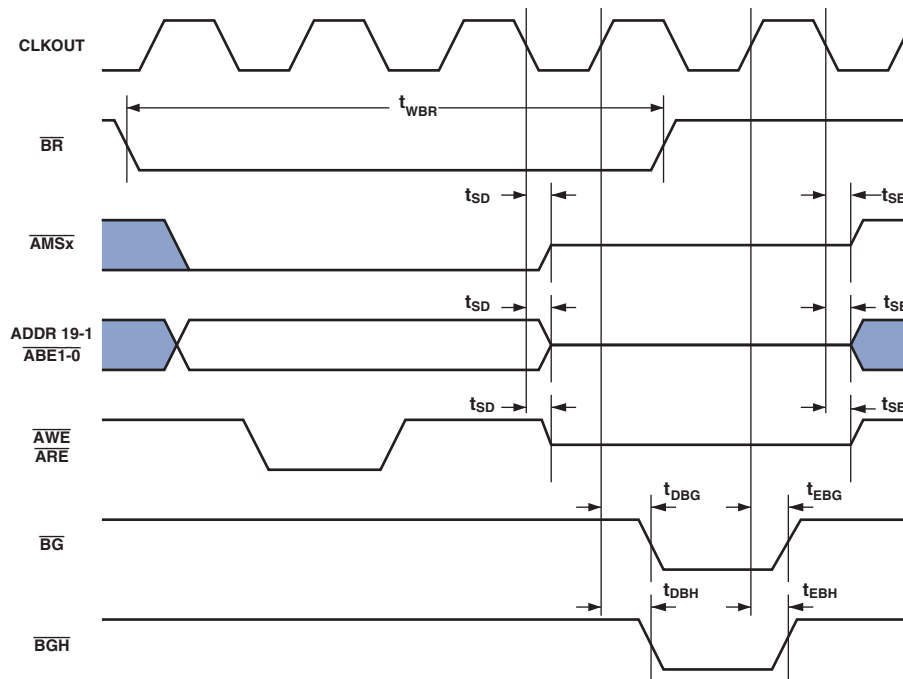 CLKOUT
tWBR
BR
tSD
tSE
AMSx
tSD
tSE
ADDR 19-1
ABE1-0
tSD
tSE
AWE
ARE
tDBG
tEBG
BG
tDBH
tEBH
BGH